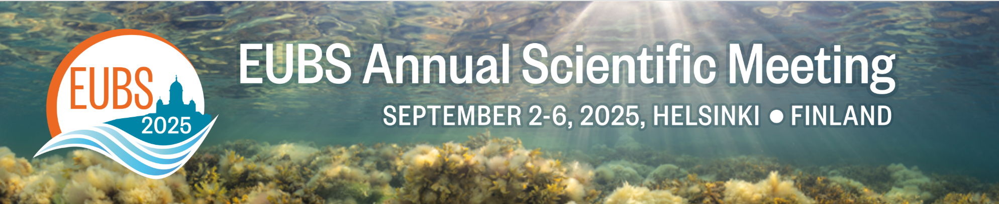 EUBS
2025
EUBS Annual Scientific Meeting
SEPTEMBER 2-6, 2025, HELSINKI ● FINLAND